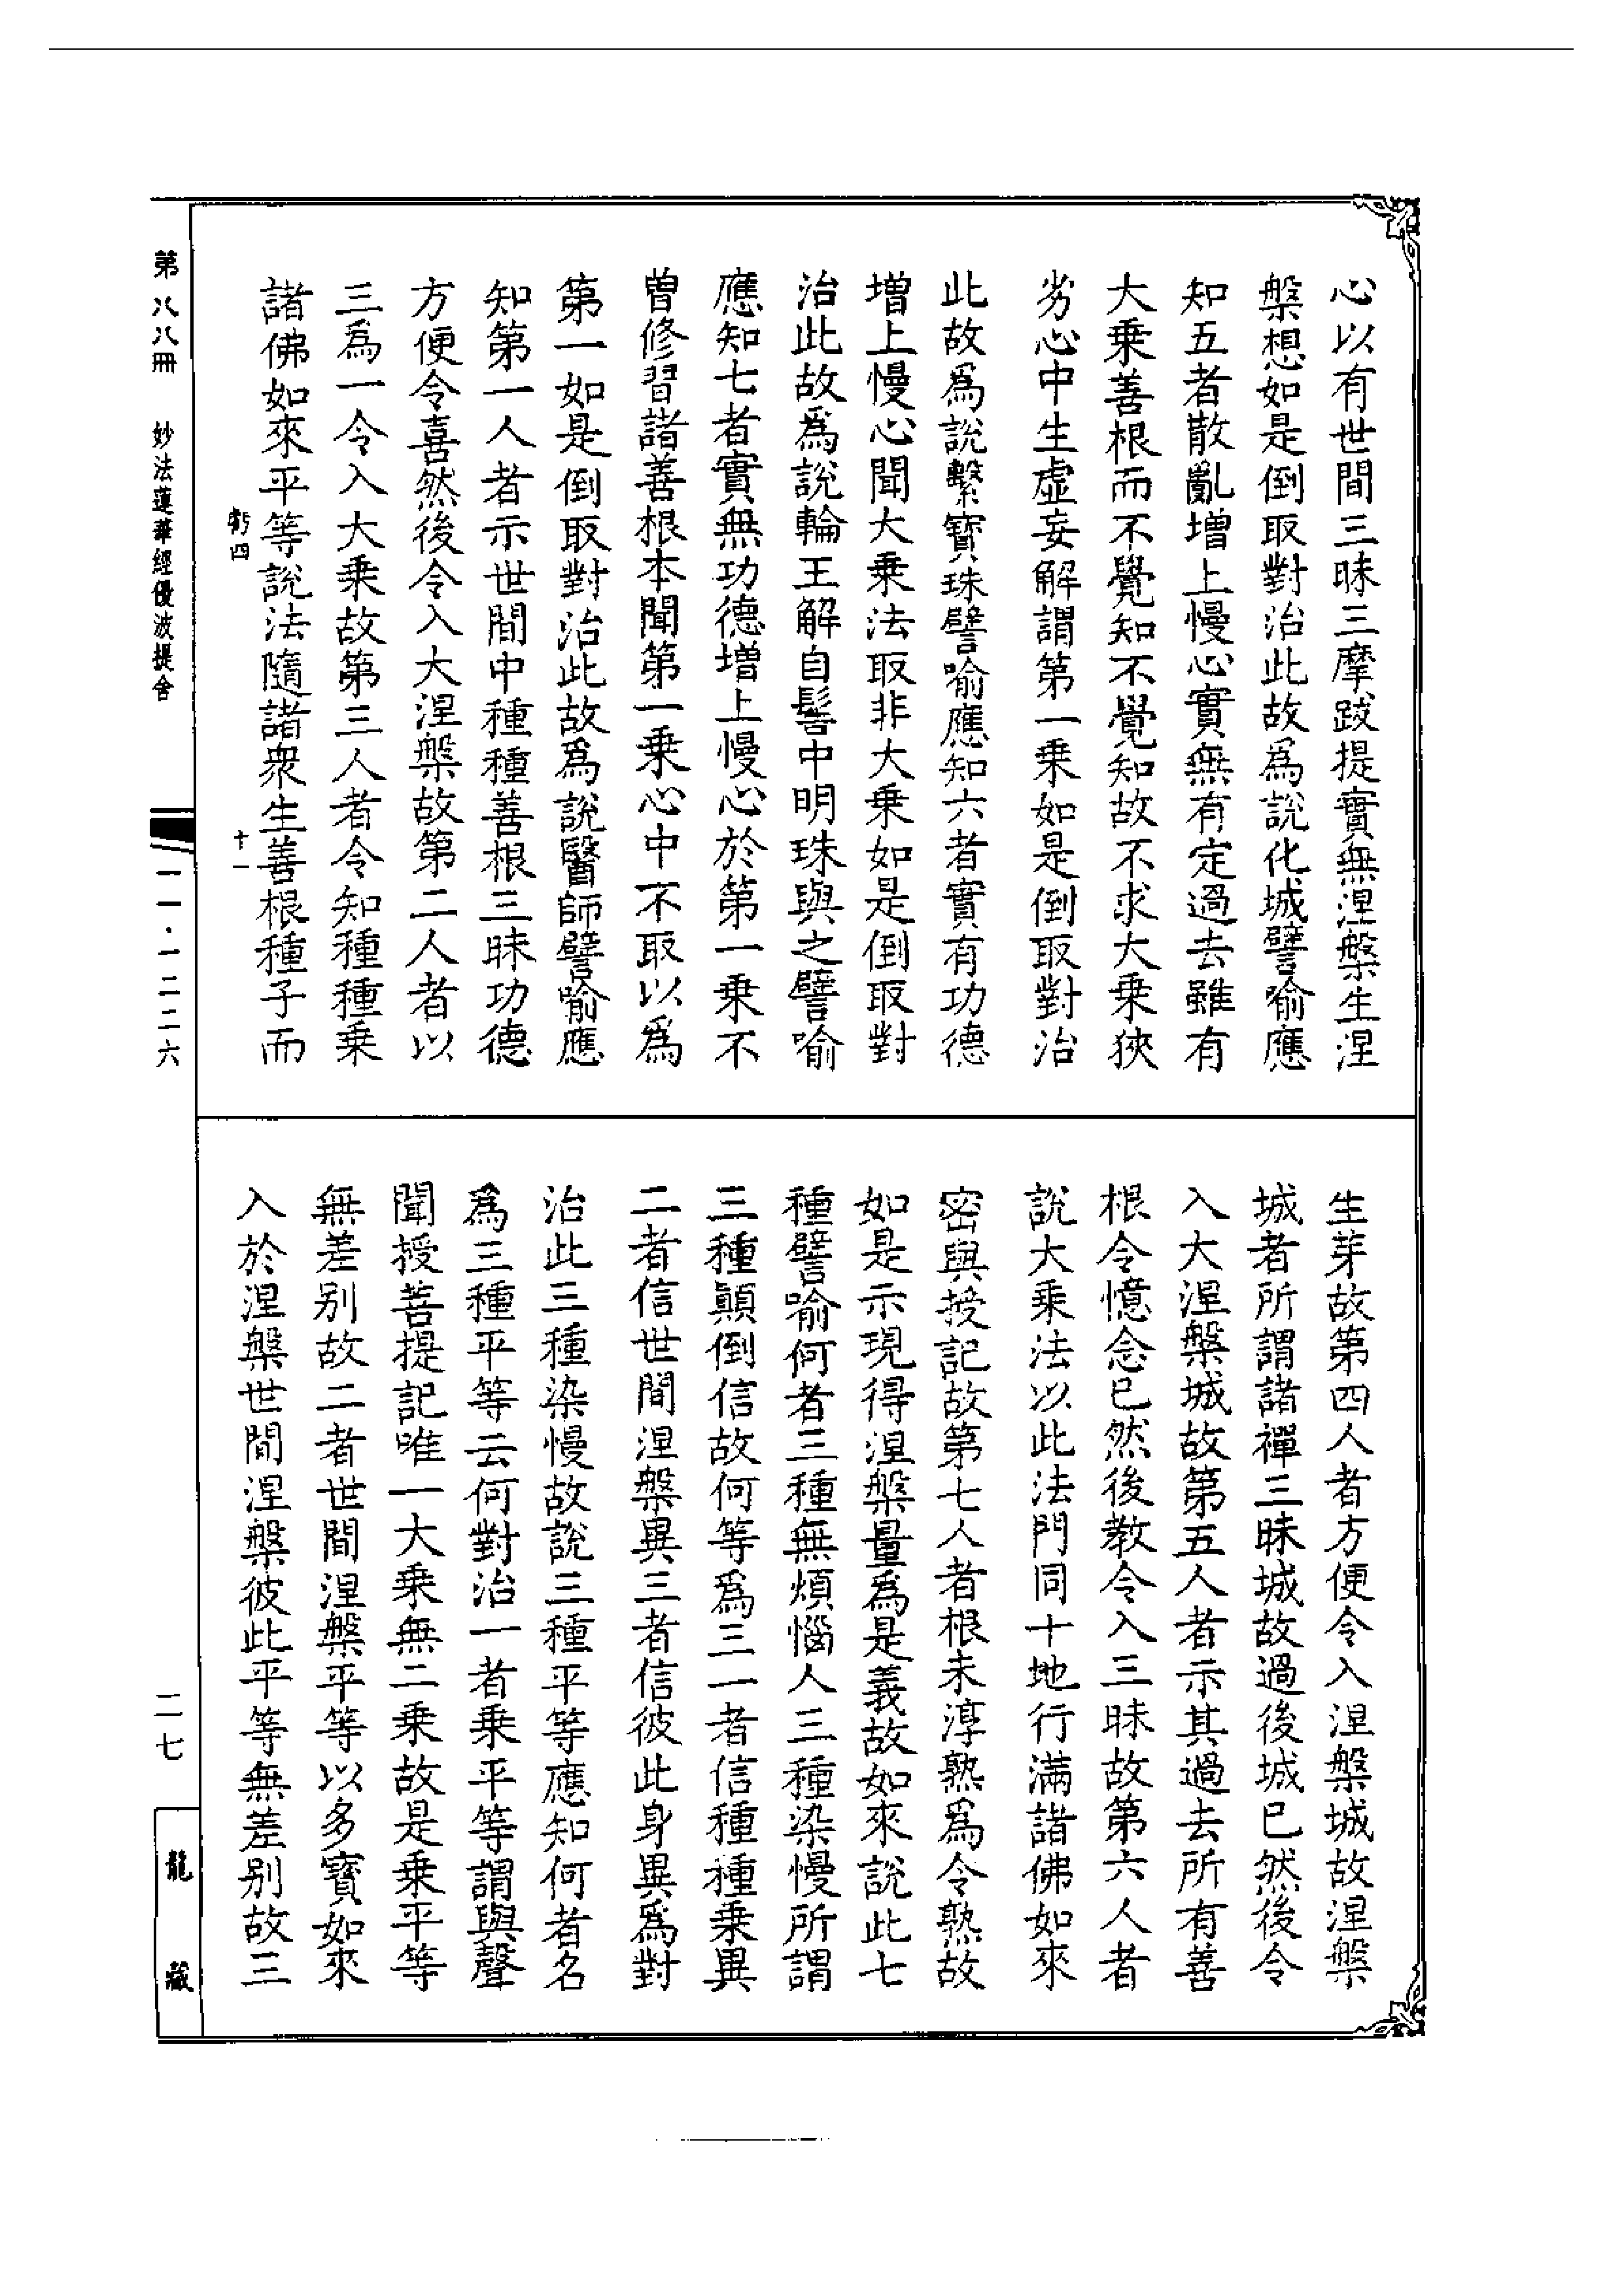 心以有世間三昧三摩跋提實無涅槃生涅
槃想如是倒取對治此故爲說化城譬喻應
知五者散亂增上慢心實無有定過去雖有
大乘善根而不覺知不覺知故不求大乘狹
劣心中生虛妄解謂第一乘如是倒取對治
此故爲說繫寶珠譬喻應知六者實有功德
增上慢心聞大乘法取非大乘如是倒取對
治此故爲說輪王解自髻中明珠與之譬喻
應知七者實無功德增上慢心於第一乘不
曾修習諸善根本聞第一乘心中不取以爲
第一如是倒取對治此故爲說醫師譬喻應
知第一人者示世間中種種善根三昧功德
方便令喜然後令入大涅槃故第二人者以
三爲一令入大乘故第三人者令知種種乘
諸佛如來平等說法隨諸衆生善根種子而
虧四 十一
生芽故第四人者方便令入涅槃城故涅槃
城者所謂諸禪三昧城故過後城已然後令
入大涅槃城故第五人者示其過去所有善
根令憶念已然後教令入三昧故第六人者
說大乘法以此法門同十地行滿諸佛如來
密與授記故第七人者根未淳熟爲令熟故
如是示現得涅槃量爲是義故如來說此七
種譬喻何者三種無煩惱人三種染慢所謂
三種顛倒信故何等爲三一者信種種乘異
二者信世間涅槃異三者信彼此身異爲對
治此三種染慢故說三種平等應知何者名
爲三種平等云何對治一者乘平等謂與聲
聞授菩提記唯一大乘無二乘故是乘平等
無差别故二者世間涅槃平等以多寶如來
入於涅槃世間涅槃彼此平等無差别故三
第八八冊 妙法蓮華經優波提舍
一一·一二二六
二七
龍藏